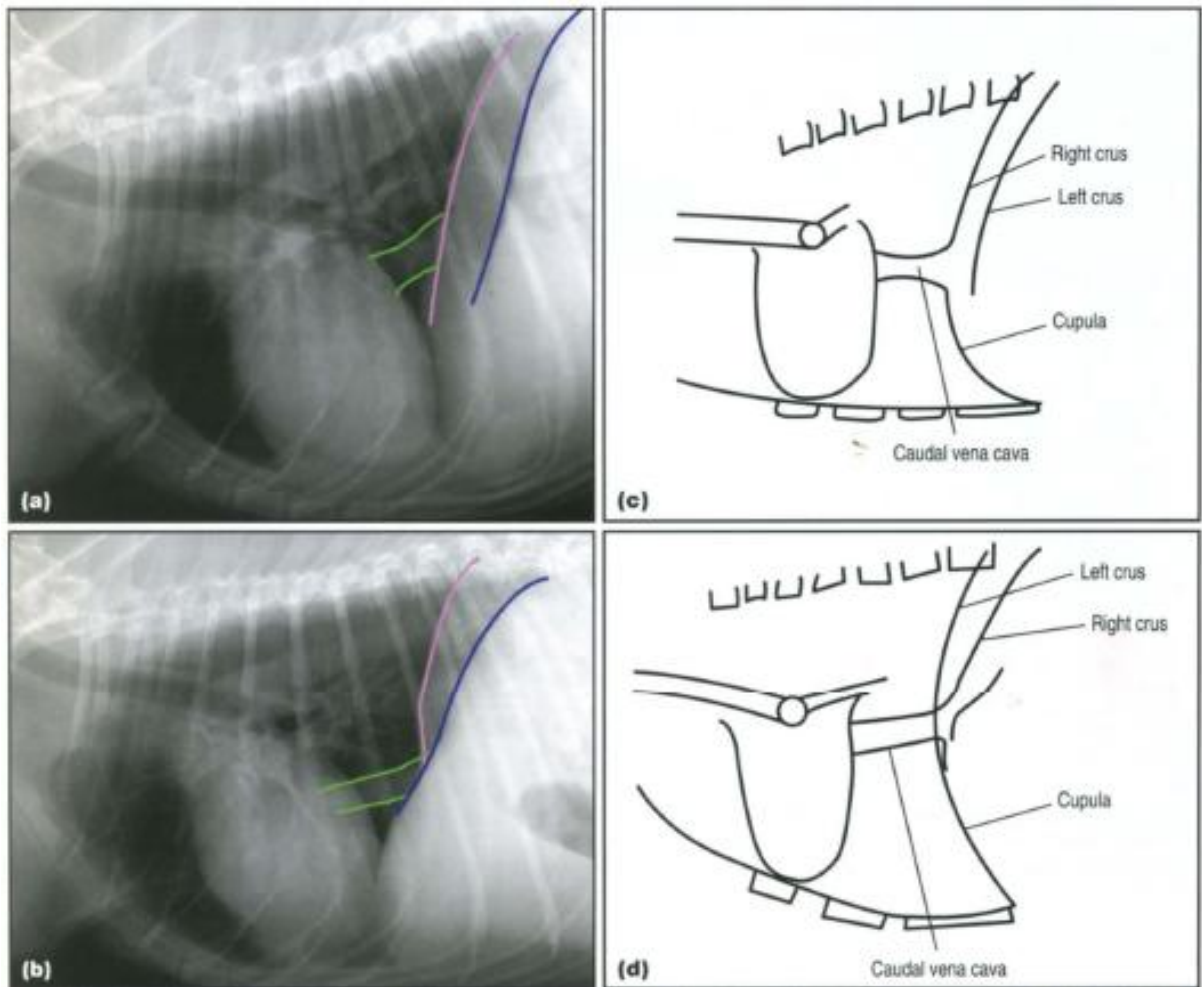 (a)
Right crus
Left crus
Cupula
Caudal vena cava
(c)
(b)
Left crus
Right crus
Cupula
Caudal vena cava
(d)